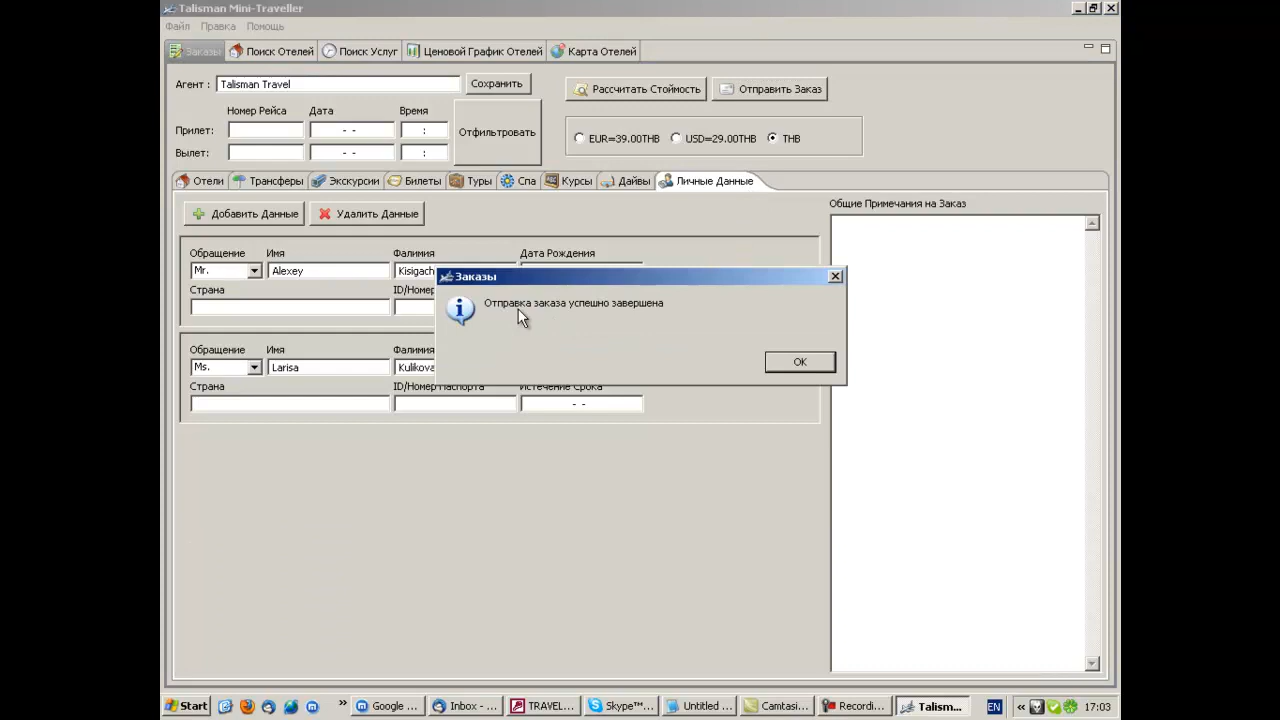 Talisman Mini-Traveller
Файл Правка Помощь
Заказы Поиск Отелей Поиск Услуг Ценовой График Отелей Карта Отелей
Агент : Talisman Travel Сохранить Рассчитать Стоимость Отправить Заказ
Номер Рейса Дата Время
Прилет: - - : Отфильтровать EUR=39.00THB USD=29.00THB THB
Вылет: - - :
Отели Трансферы Экскурсии Билеты Туры Спа Курсы Дайвы Личные Данные
Добавить Данные Удалить Данные Общие Примечания на Заказ
Обращение Имя Фалимия Дата Рождения
Mr. Alexey Kisigach
Страна ID/Номер
Заказы
Отправка заказа успешно завершена
OK
Обращение Имя Фалимия
Ms. Larisa Kulikova
Страна ID/Номер Паспорта Истечение Срока
- -
Start » Google ... Inbox - ... TRAVEL... Skype™... Untitled ... Camtasi... Recordi... Talism... EN « 17:03